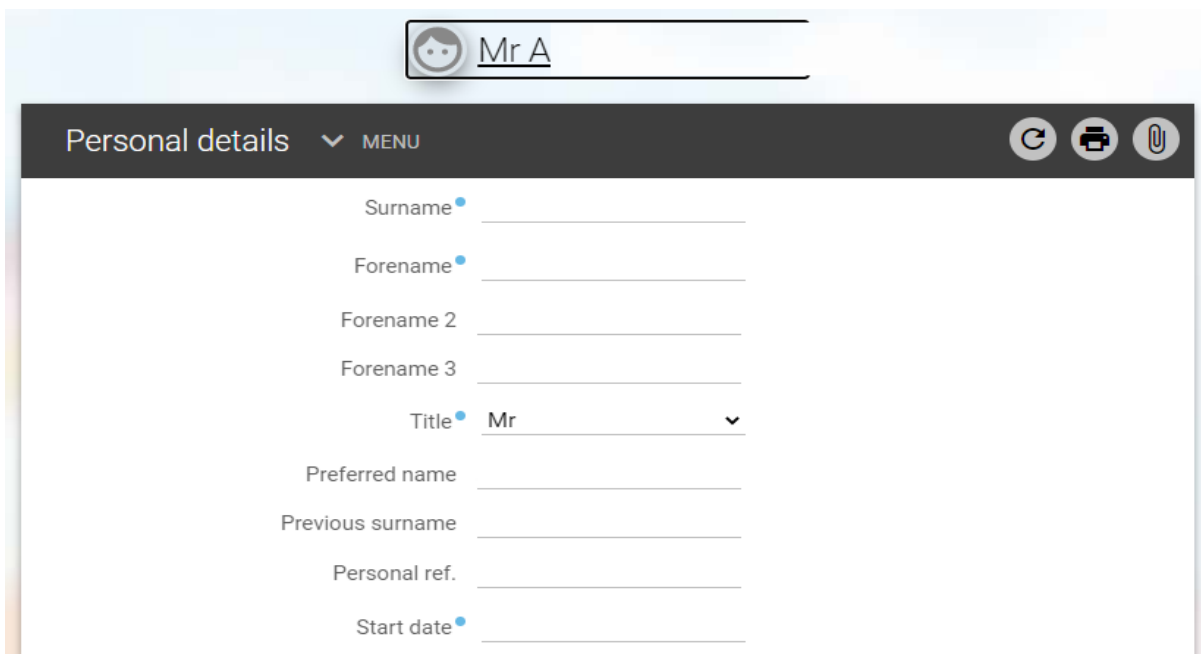 Mr A
Personal details MENU
Surname
Forename
Forename 2
Forename 3
Title Mr
Preferred name
Previous surname
Personal ref.
Start date